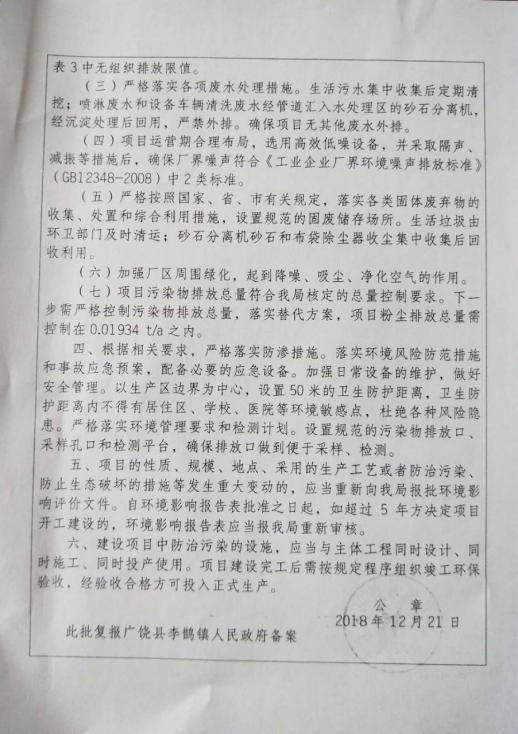 表3中无组织排放限值。
（三）严格落实各项废水处理措施。生活污水集中收集后定期清
挖；喷淋废水和设备车辆清洗废水经管道汇入水处理区的砂石分离机，
经沉淀处理后回用，严禁外排。确保项目无其他废水外排。
（四）项目运营期合理布局，选用高效低噪设备，并采取隔声、
减振等措施后，确保厂界噪声符合《工业企业厂界环境噪声排放标准》
（GB12348-2008）中2类标准。
（五）严格按照国家、省、市有关规定，落实各类固体废弃物的
收集、处置和综合利用措施，设置规范的固废储存场所。生活垃圾由
环卫部门及时清运；砂石分离机砂石和布袋除尘器收尘集中收集后回
收利用。
（六）加强厂区周围绿化，起到降噪、吸尘、净化空气的作用。
（七）项目污染物排放总量符合我局核定的总量控制要求。下一
步需严格控制污染物排放总量，落实替代方案，项目粉尘排放总量需
控制在0.01934 t/a之内。
四、根据相关要求，严格落实防渗措施。落实环境风险防范措施
和事故应急预案，配备必要的应急设备。加强日常设备的维护，做好
安全管理。以生产区边界为中心，设置50米的卫生防护距离，卫生防
护距离内不得有居住区、学校、医院等环境敏感点，杜绝各种风险隐
患。严格落实环境管理要求和检测计划。设置规范的污染物排放口、
采样孔口和检测平台，确保排放口做到便于采样、检测。
五、项目的性质、规模、地点、采用的生产工艺或者防治污染、
防止生态破坏的措施等发生重大变动的，应当重新向我局报批环境影
响评价文件。自环境影响报告表批准之日起，如超过 5 年方决定项目
开工建设的，环境影响报告表应当报我局重新审核。
六、建设项目中防治污染的设施，应当与主体工程同时设计、同
时施工、同时投产使用。项目建设完工后需按规定程序组织竣工环保
验收，经验收合格方可投入正式生产。
公 章
2018年12月21日
此批复报广饶县李鹊镇人民政府备案